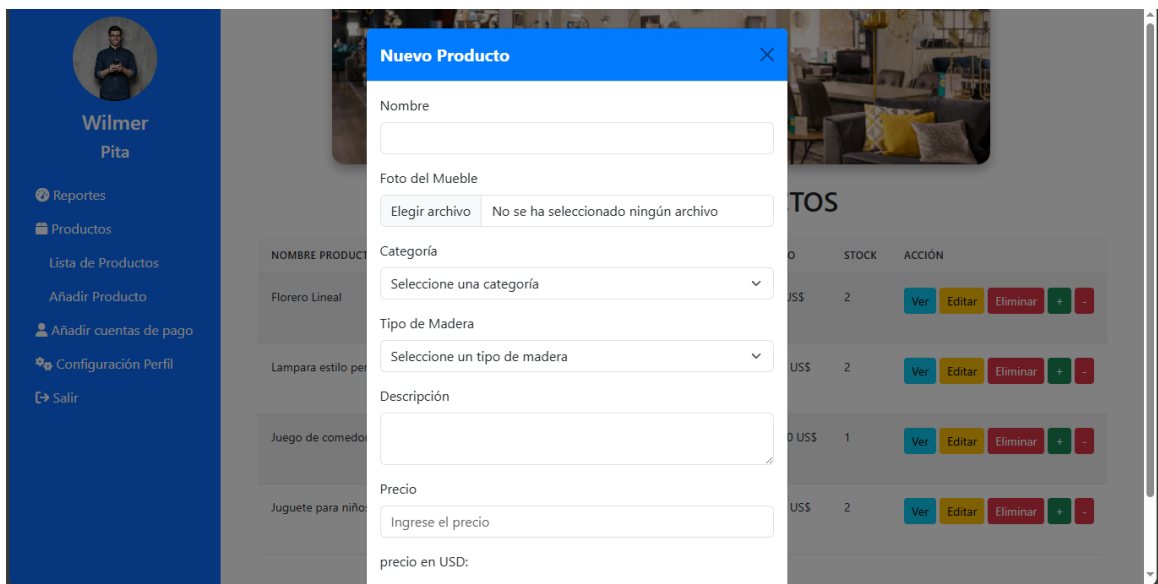 Wilmer
Pita
Reportes
Productos
Lista de Productos
Añadir Producto
Añadir cuentas de pago
Configuración Perfil
Salir
Nuevo Producto
Nombre
Foto del Mueble
Elegir archivo No se ha seleccionado ningún archivo
Categoría
Seleccione una categoría
Tipo de Madera
Seleccione un tipo de madera
Descripción
Precio
Ingrese el precio
precio en USD:
TOS
NOMBRE PRODUCT O STOCK ACCIÓN
Florero Lineal US$ 2 Ver Editar Eliminar + -
Lampara estilo per US$ 2 Ver Editar Eliminar + -
Juego de comedo 0 US$ 1 Ver Editar Eliminar + -
Juguete para niño US$ 2 Ver Editar Eliminar + -